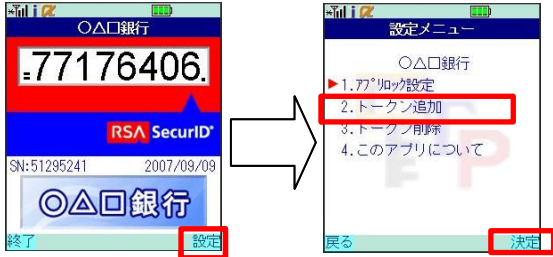 ○△□銀行
77176406
RSA SecurID
SN:51295241 2007/09/09
○△□銀行
終了 設定
設定メニュー
○△□銀行
1.アプリロック設定
2.トークン追加
3.トークン削除
4.このアプリについて
戻る 決定